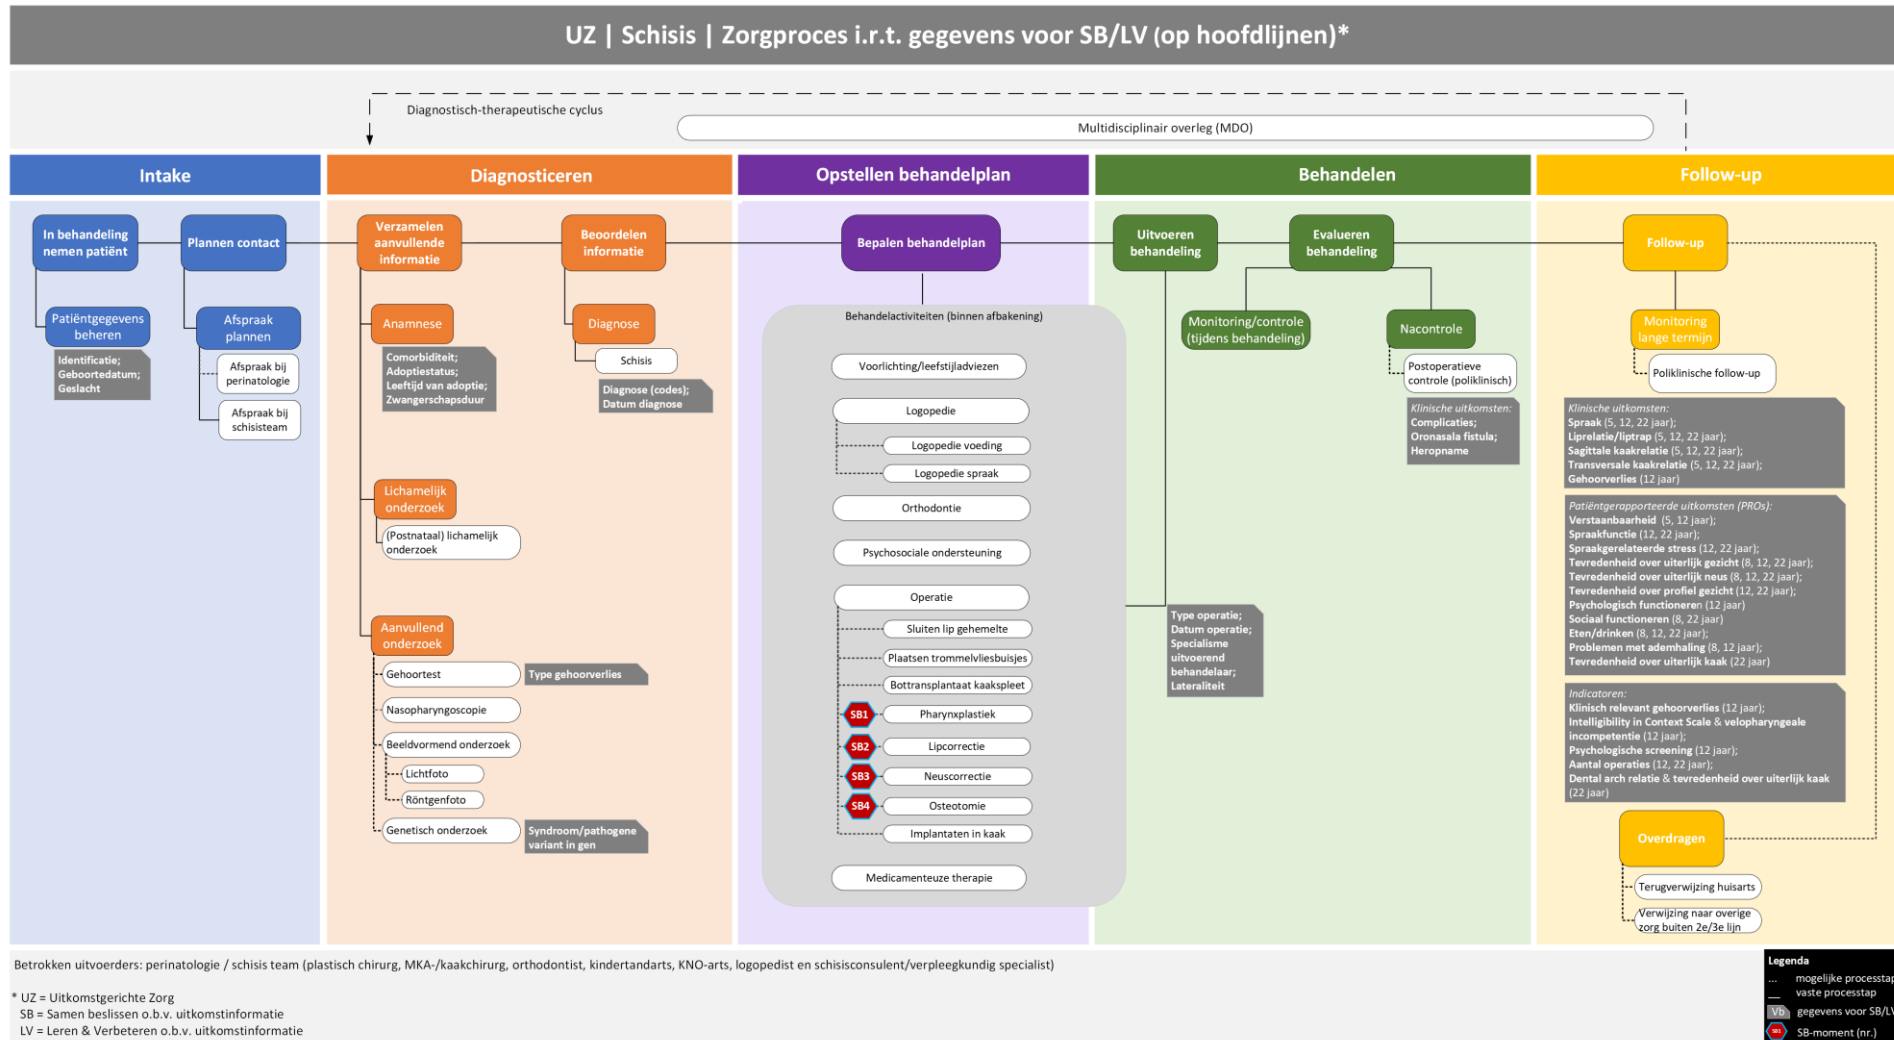 UZ | Schisis | Zorgproces i.r.t. gegevens voor SB/LV (op hoofdlijnen)*
Diagnostisch-therapeutische cyclus
Multidisciplinair overleg (MDO)
Intake
Diagnosticeren
Opstellen behandelplan
Behandelen
Follow-up
In behandeling
nemen patiënt
Plannen contact
Patiëntgegevens
beheren
Identificatie;
Geboortedatum;
Geslacht
Afspraak
plannen
Afspraak bij
perinatologie
Afspraak bij
schisisteam
Verzamelen
aanvullende
informatie
Beoordelen
informatie
Anamnese
Comorbiditeit;
Adoptiestatus;
Leeftijd van adoptie;
Zwangerschapsduur
Diagnose
Schisis
Diagnose (codes);
Datum diagnose
Lichamelijk
onderzoek
(Postnataal) lichamelijk
onderzoek
Aanvullend
onderzoek
Gehoortest
Type gehoorverlies
Nasopharyngoscopie
Beeldvormend onderzoek
Lichtfoto
Röntgenfoto
Genetisch onderzoek
Syndroom/pathogene
variant in gen
Bepalen behandelplan
Behandelactiviteiten (binnen afbakening)
Voorlichting/leefstijladviezen
Logopedie
Logopedie voeding
Logopedie spraak
Orthodontie
Psychosociale ondersteuning
Operatie
Sluiten lip gehemelte
Plaatsen trommelvliesbuisjes
Bottransplantaat kaakspleet
SB1
Pharynxplastiek
SB2
Lipcorrectie
SB3
Neuscorrectie
SB4
Osteotomie
Implantaten in kaak
Medicamenteuze therapie
Uitvoeren
behandeling
Evalueren
behandeling
Monitoring/controle
(tijdens behandeling)
Nacontrole
Postoperatieve
controle (poliklinisch)
Klinische uitkomsten:
Complicaties;
Oronasala fistula;
Heropname
Type operatie;
Datum operatie;
Specialisme
uitvoerend
behandelaar;
Lateraliteit
Follow-up
Monitoring
lange termijn
Poliklinische follow-up
Klinische uitkomsten:
Spraak (5, 12, 22 jaar);
Liprelatie/liptrap (5, 12, 22 jaar);
Sagittale kaakrelatie (5, 12, 22 jaar);
Transversale kaakrelatie (5, 12, 22 jaar);
Gehoorverlies (12 jaar)
Patiëntgerapporteerde uitkomsten (PROs):
Verstaanbaarheid (5, 12 jaar);
Spraakfunctie (12, 22 jaar);
Spraakgerelateerde stress (12, 22 jaar);
Tevredenheid over uiterlijk gezicht (8, 12, 22 jaar);
Tevredenheid over uiterlijk neus (8, 12, 22 jaar);
Tevredenheid over profiel gezicht (12, 22 jaar);
Psychologisch functioneren (12 jaar)
Sociaal functioneren (8, 22 jaar)
Eten/drinken (8, 12, 22 jaar);
Problemen met ademhaling (8, 12 jaar);
Tevredenheid over uiterlijk kaak (22 jaar)
Indicatoren:
Klinisch relevant gehoorverlies (12 jaar);
Intelligibility in Context Scale & velopharyngeale
incompetentie (12 jaar);
Psychologische screening (12 jaar);
Aantal operaties (12, 22 jaar);
Dental arch relatie & tevredenheid over uiterlijk kaak
(22 jaar)
Overdragen
Terugverwijzing huisarts
Verwijzing naar overige
zorg buiten 2e/3e lijn
Betrokken uitvoerders: perinatologie / schisis team (plastisch chirurg, MKA-/kaakchirurg, orthodontist, kindertandarts, KNO-arts, logopedist en schisisconsulent/verpleegkundig specialist)
* UZ = Uitkomstgerichte Zorg
SB = Samen beslissen o.b.v. uitkomstinformatie
LV = Leren & Verbeteren o.b.v. uitkomstinformatie
Legenda
... mogelijke processtap
__ vaste processtap
Vb gegevens voor SB/LV
SB1 SB-moment (nr.)